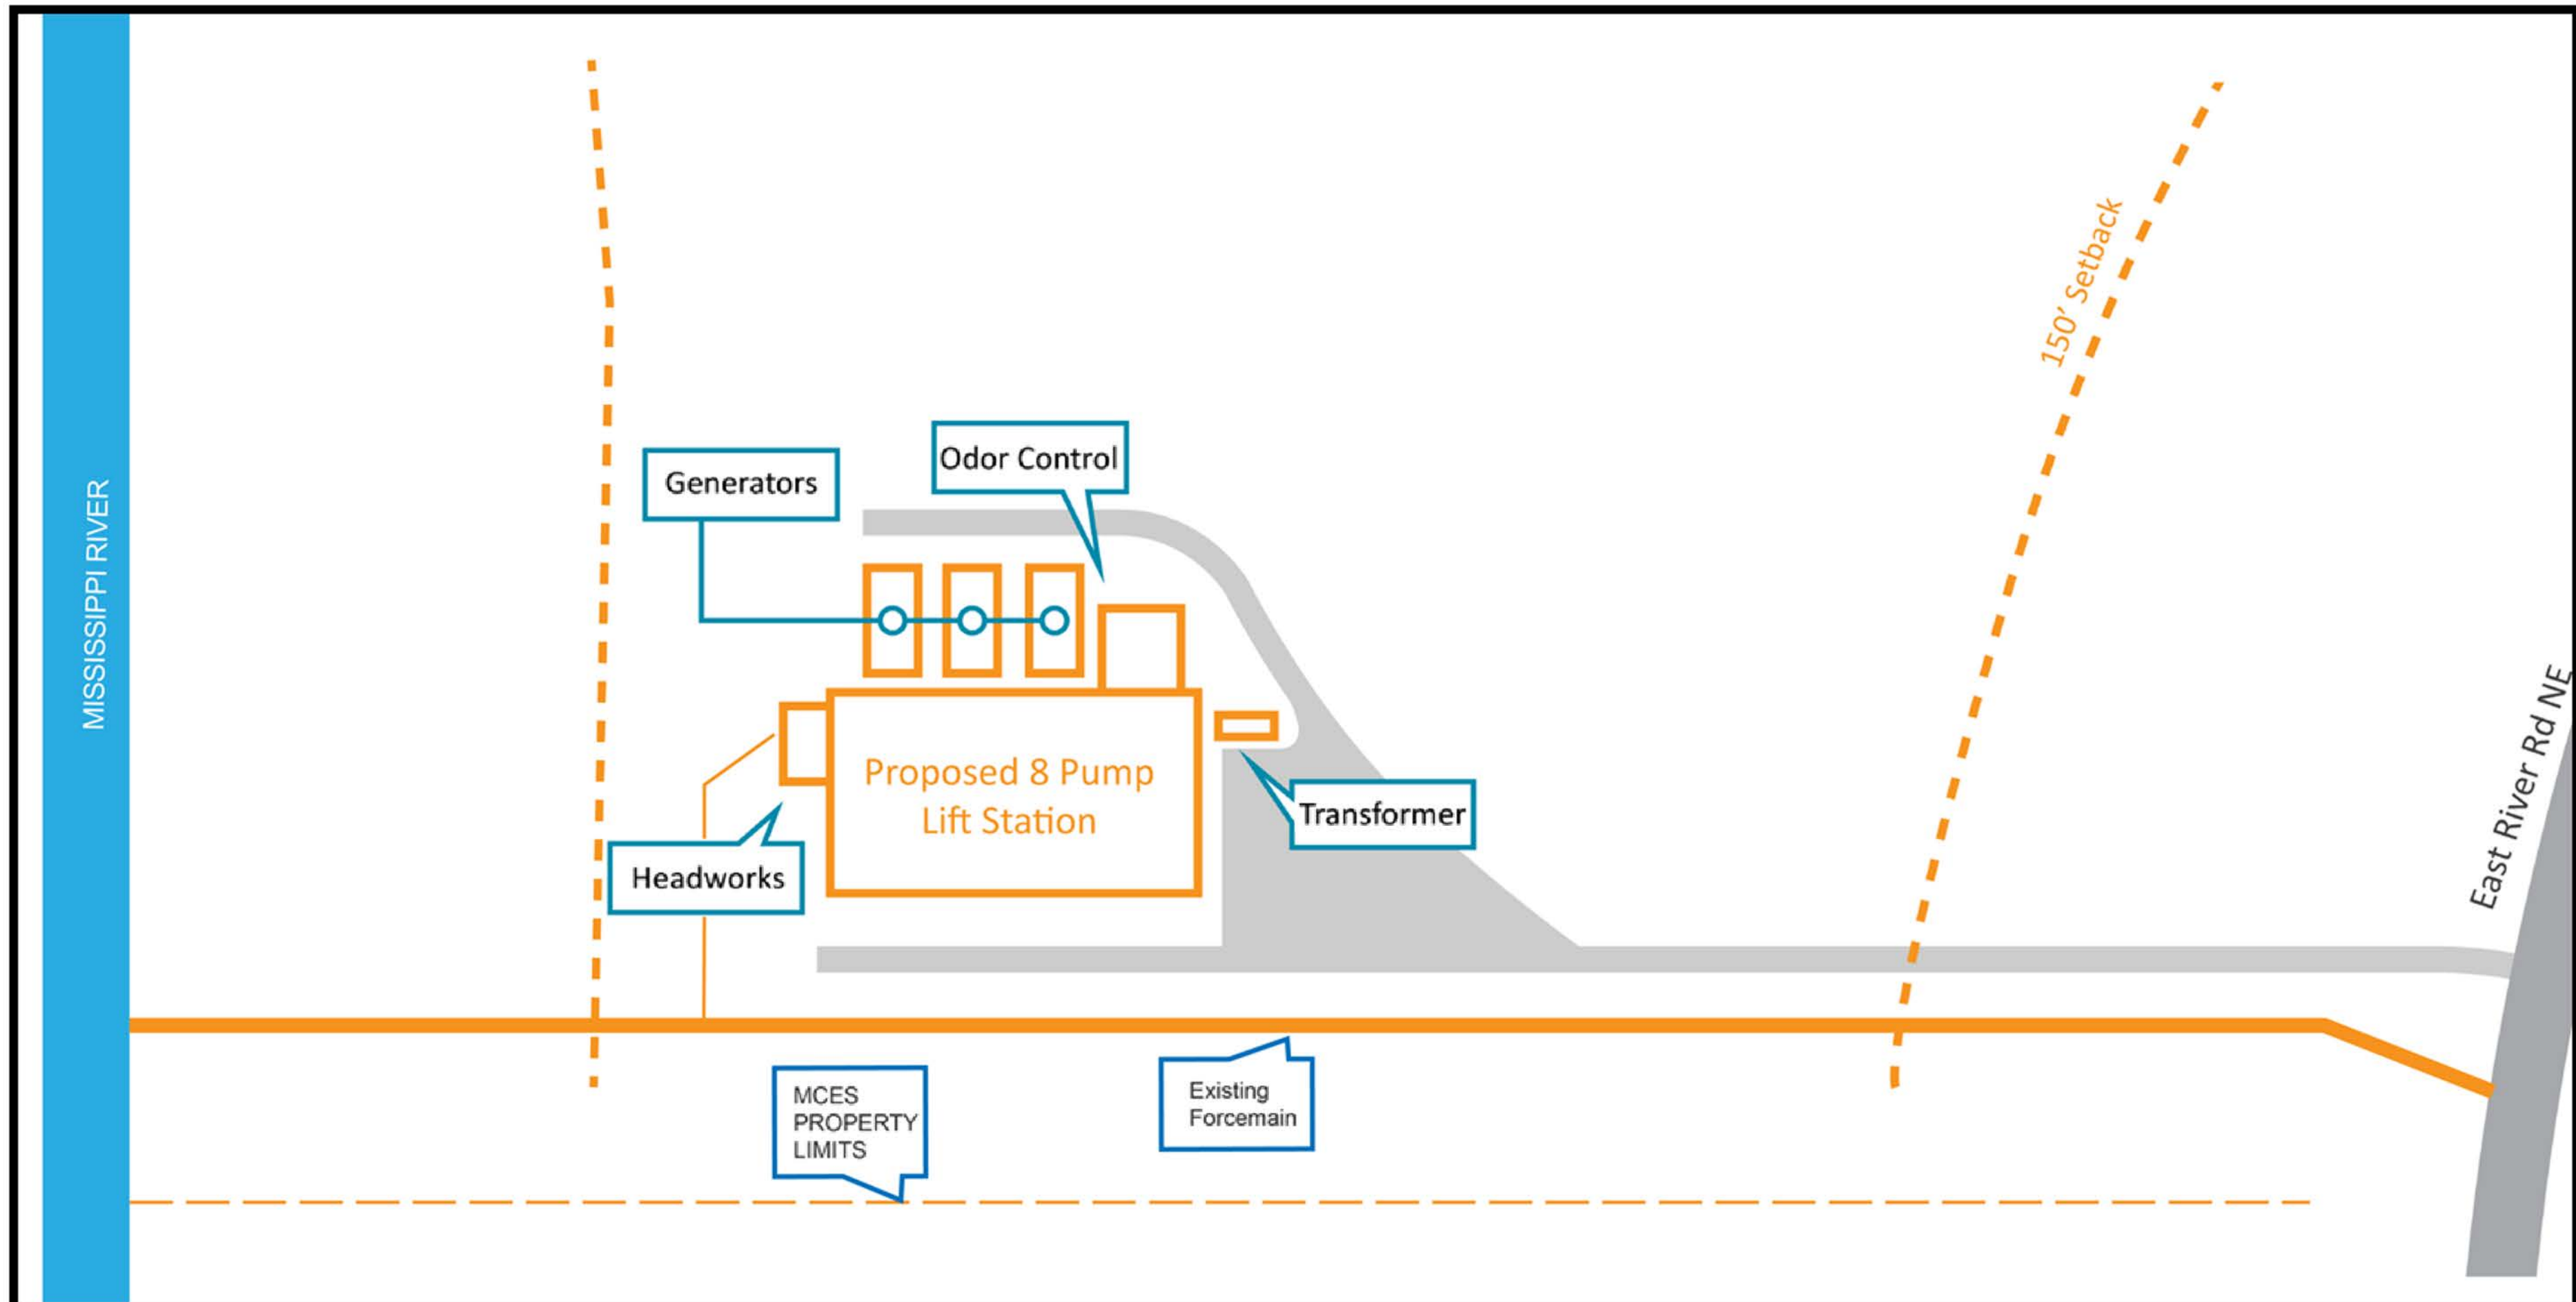 MISSISSIPPI RIVER
150' Setback
Odor Control
Generators
East River Rd NE
Proposed 8 Pump
Lift Station
Transformer
Headworks
MCES
PROPERTY
LIMITS
Existing
Forcemain